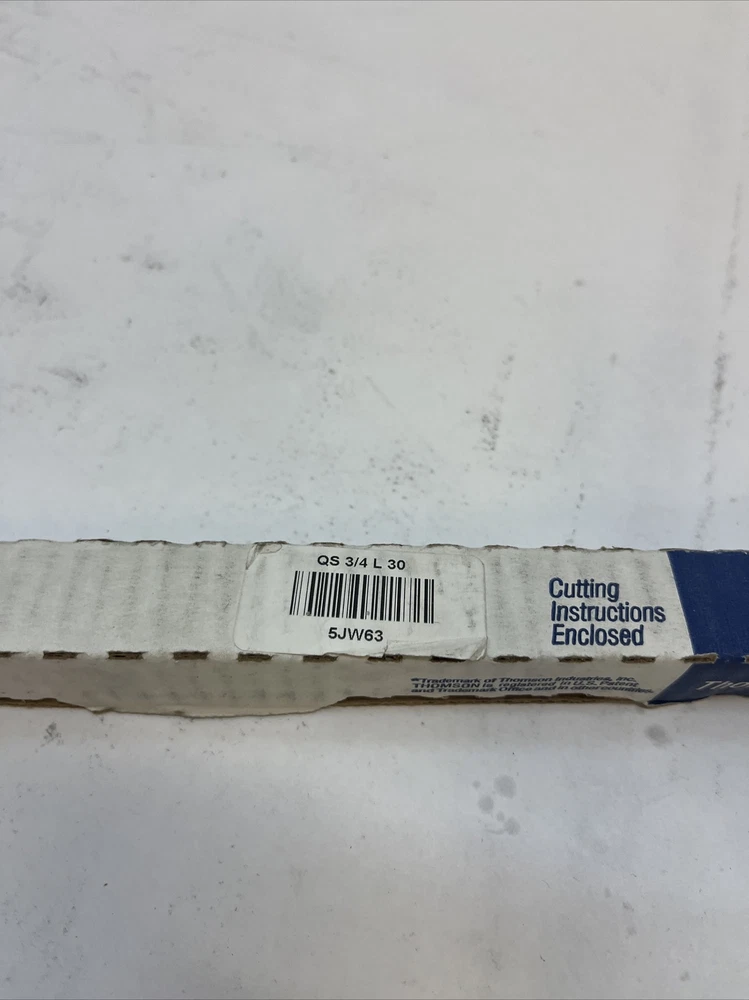 QS 3/4 L 30
5JW63
Cutting
Instructions
Enclosed
*Trademark of Thomson Industries, Inc.
THOMSON is registered in U.S. Patent
and Trademark Office and in other countries.